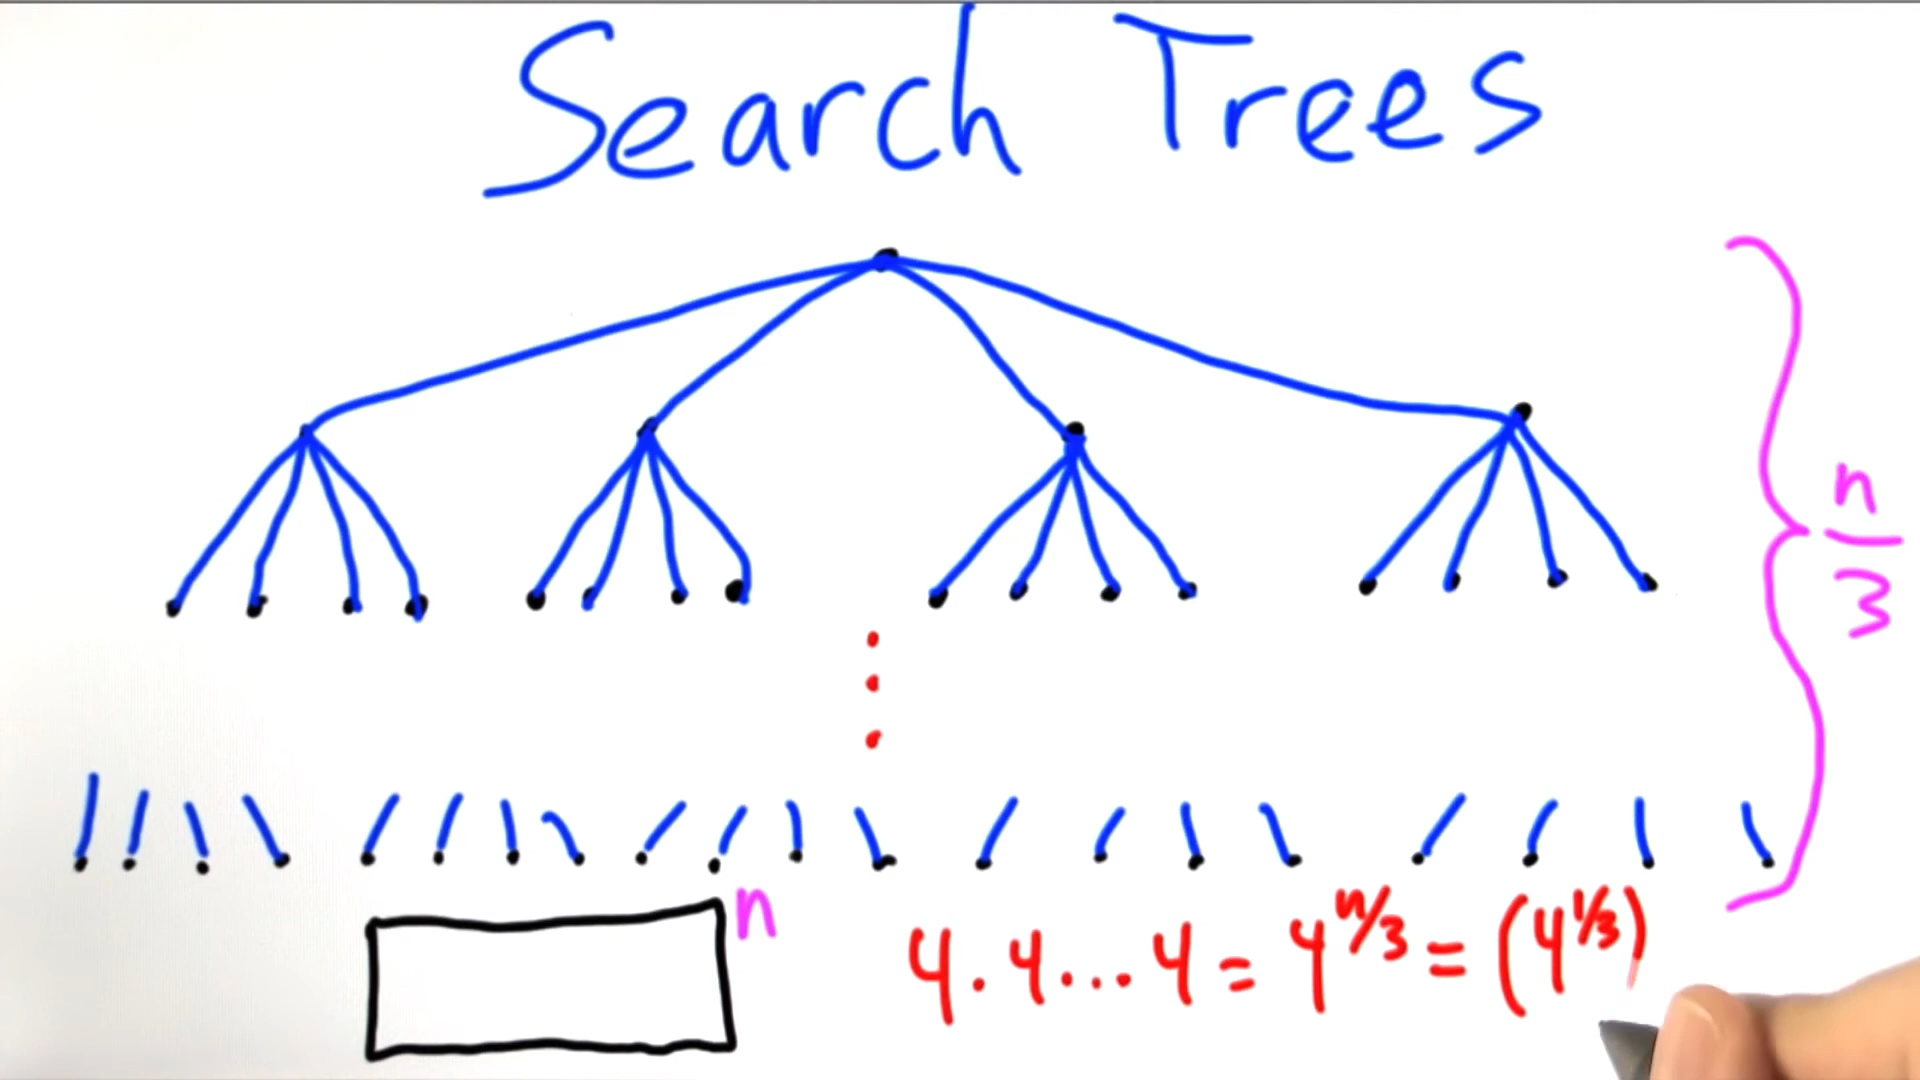 Search Trees
n/3
n
4 · 4 ... 4 = 4^n/3 = (4^1/3)